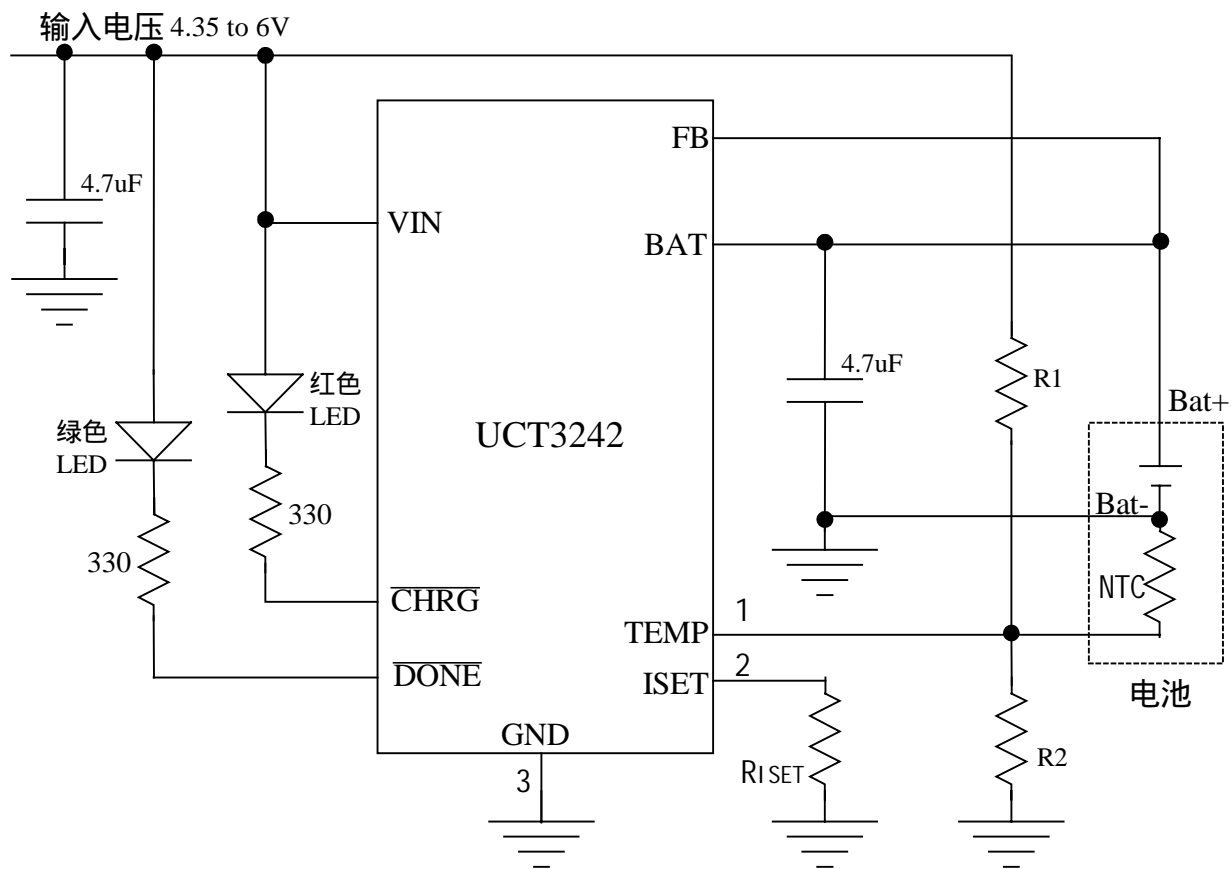 输入电压 4.35 to 6V
FB
4.7uF
VIN
BAT
4.7uF
R1
红色
LED
Bat+
绿色
LED
UCT3242
330
Bat-
330
NTC
CHRG
1
TEMP
DONE
2
ISET
电池
GND
3
RISET
R2